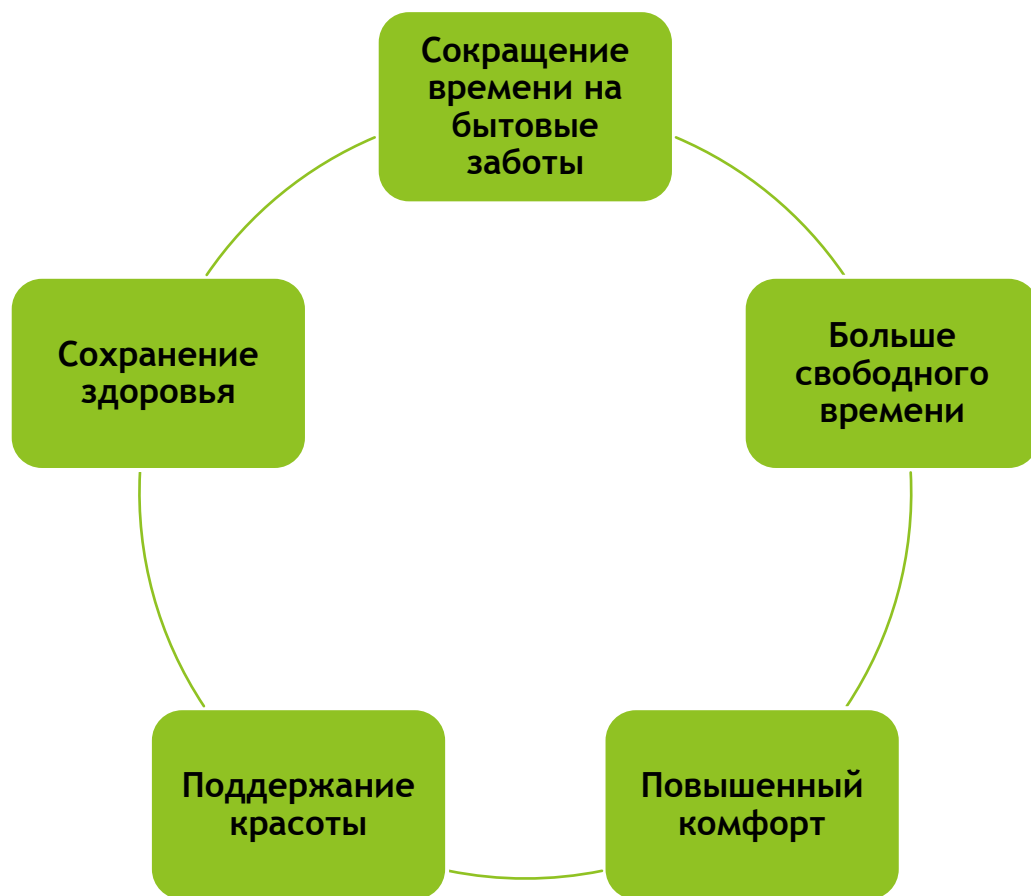 Сокращение
времени на
бытовые
заботы
Больше
свободного
времени
Повышенный
комфорт
Поддержание
красоты
Сохранение
здоровья